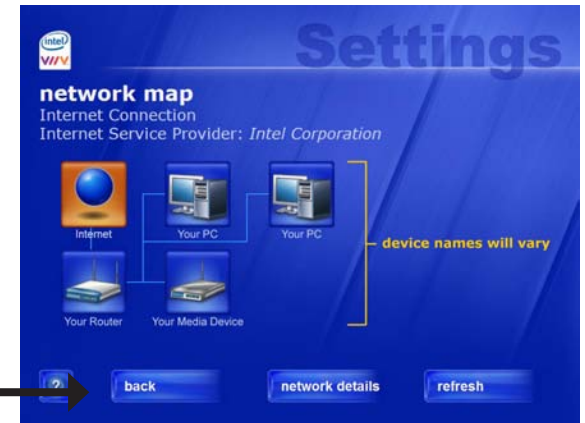 Settings
intel
VIIV
network map
Internet Connection
Internet Service Provider: Intel Corporation
Internet
Your PC
Your PC
device names will vary
Your Router
Your Media Device
?
back
network details
refresh